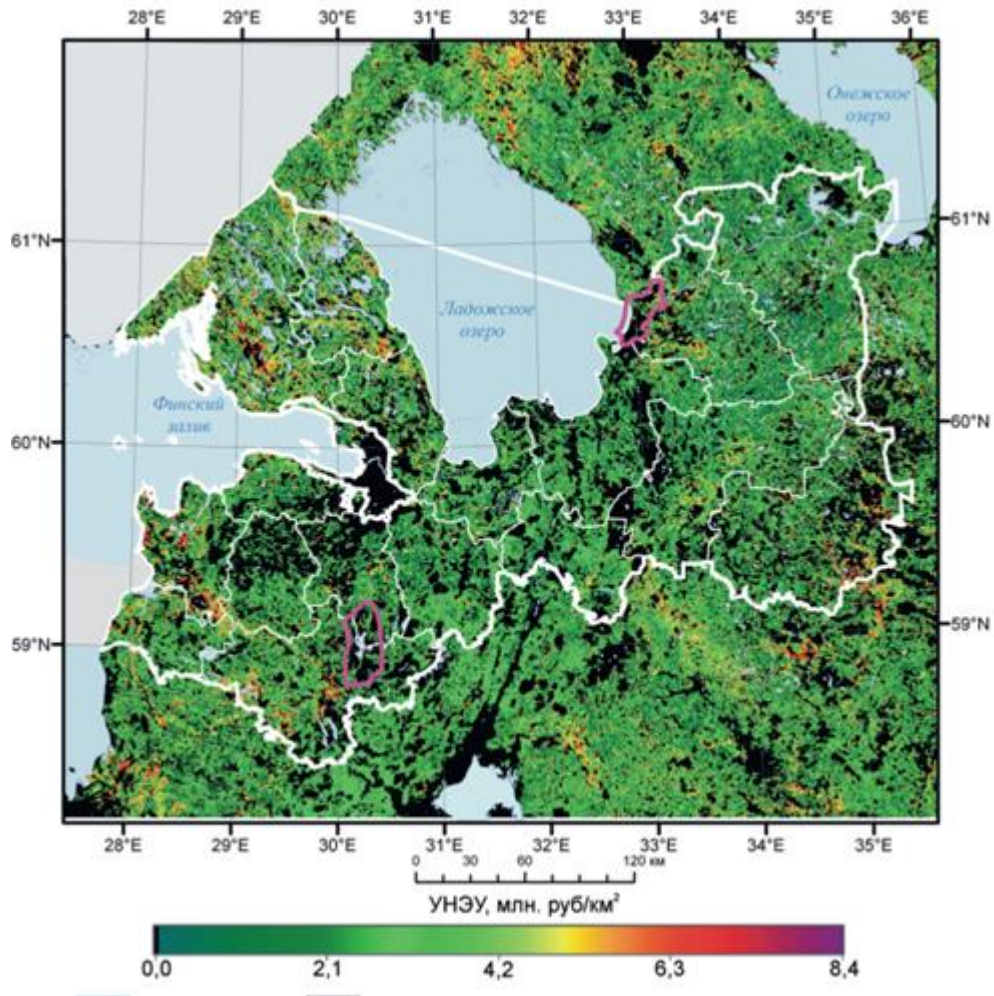 28°E 29°E 30°E 31°E 32°E 33°E 34°E 35°E 36°E
Онежское
озеро
61°N
61°N
Ладожское
озеро
Финский
залив
60°N
60°N
59°N
59°N
28°E 29°E 30°E 31°E 32°E 33°E 34°E 35°E
0 30 60 120 км
УНЭУ, млн. руб/км²
0,0 2,1 4,2 6,3 8,4